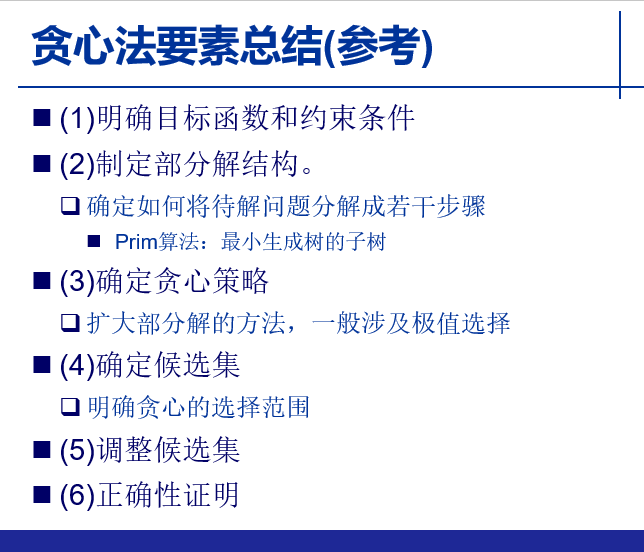 贪心法要素总结(参考)
(1)明确目标函数和约束条件
(2)制定部分解结构。
确定如何将待解问题分解成若干步骤
Prim算法：最小生成树的子树
(3)确定贪心策略
扩大部分解的方法，一般涉及极值选择
(4)确定候选集
明确贪心的选择范围
(5)调整候选集
(6)正确性证明